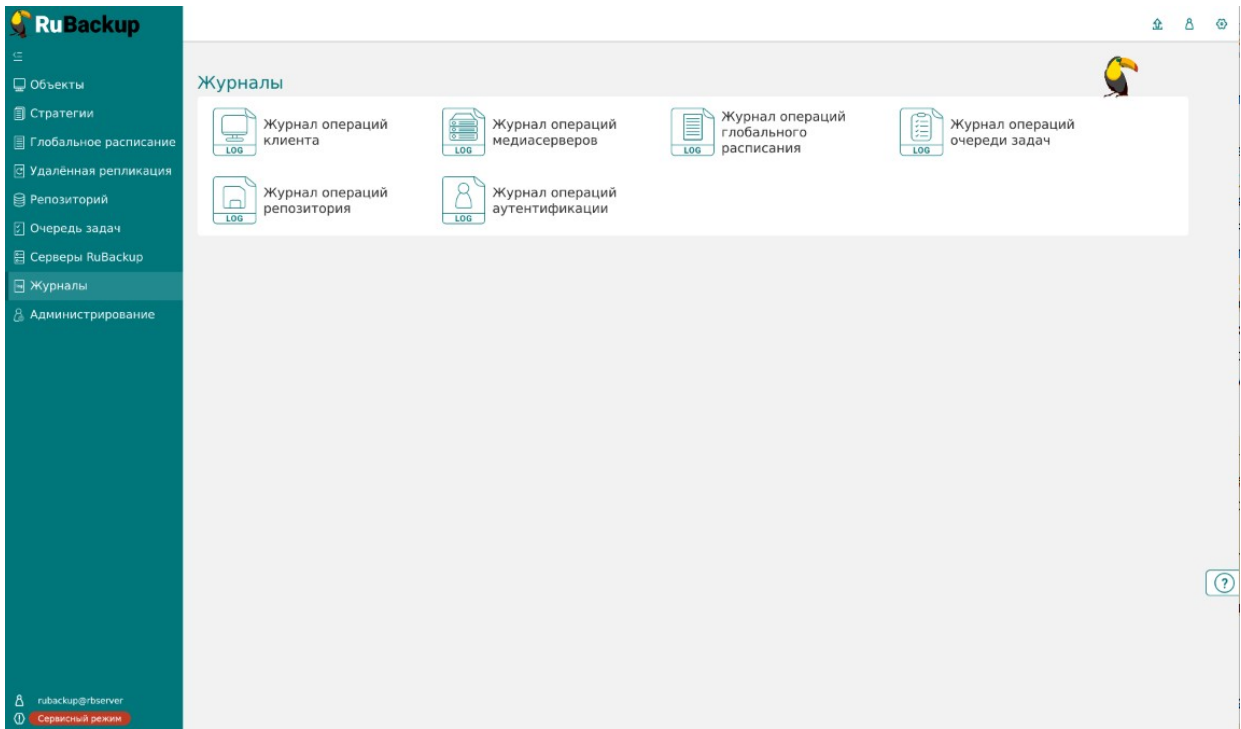 RuBackup
Объекты
Стратегии
Глобальное расписание
Удалённая репликация
Репозиторий
Очередь задач
Серверы RuBackup
Журналы
Администрирование
rubackup@rbserver
Сервисный режим
Журналы
LOG
Журнал операций
клиента
LOG
Журнал операций
медиасерверов
LOG
Журнал операций
глобального
расписания
LOG
Журнал операций
очереди задач
LOG
Журнал операций
репозитория
LOG
Журнал операций
аутентификации
?